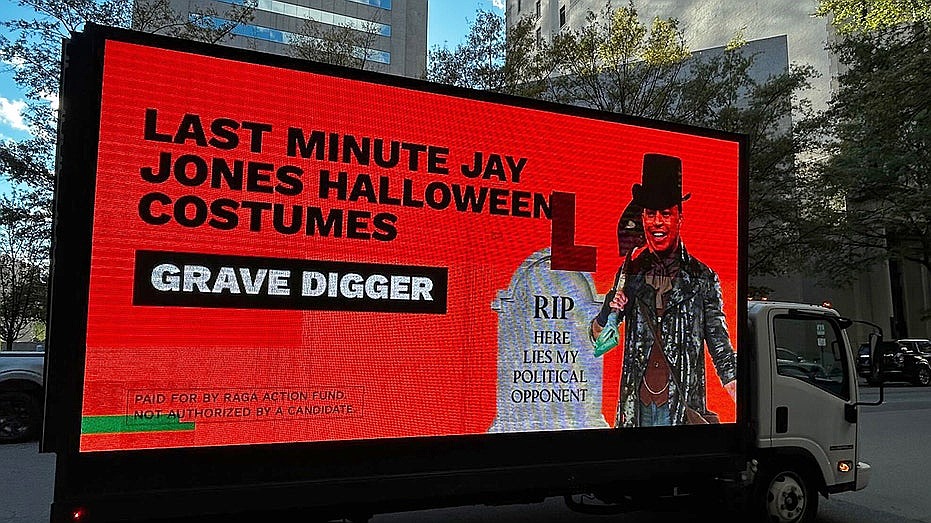 LAST MINUTE JAY
JONES HALLOWEEN
COSTUMES
GRAVE DIGGER
L
RIP
HERE
LIES MY
POLITICAL
OPPONENT
PAID FOR BY RAGA ACTION FUND.
NOT AUTHORIZED BY A CANDIDATE.